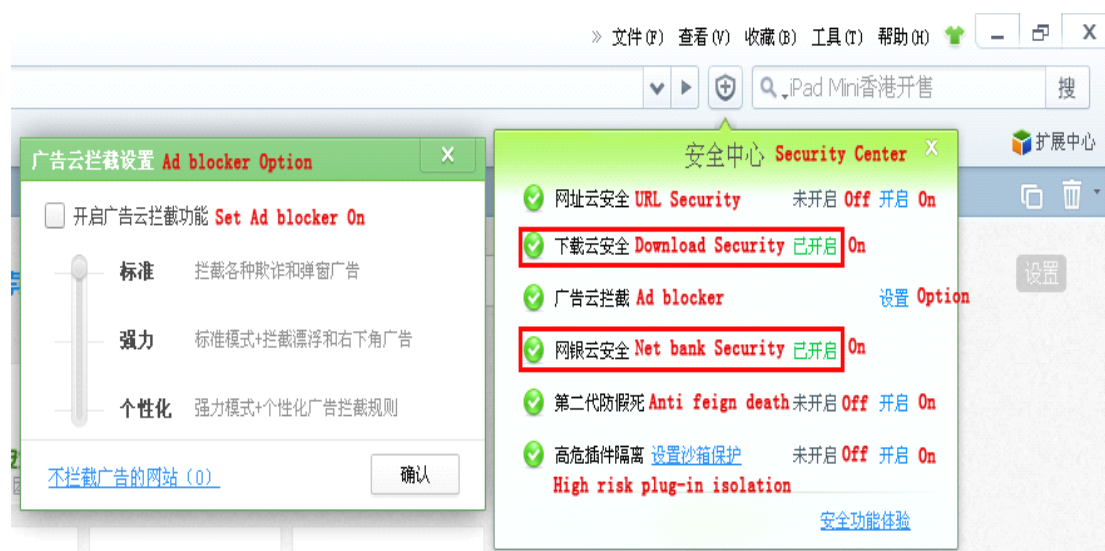 » 文件(F) 查看(V) 收藏(B) 工具(T) 帮助(H)
iPad Mini香港开售 搜
扩展中心
设置
广告云拦截设置 Ad blocker Option X
开启广告云拦截功能 Set Ad blocker On
标准 拦截各种欺诈和弹窗广告
强力 标准模式+拦截漂浮和右下角广告
个性化 强力模式+个性化广告拦截规则
不拦截广告的网站(0) 确认
安全中心 Security Center X
网址云安全 URL Security 未开启 Off 开启 On
下载云安全 Download Security 已开启 On
广告云拦截 Ad blocker 设置 Option
网银云安全 Net bank Security 已开启 On
第二代防假死 Anti feign death 未开启 Off 开启 On
高危插件隔离 设置沙箱保护 未开启 Off 开启 On
High risk plug-in isolation
安全功能体验